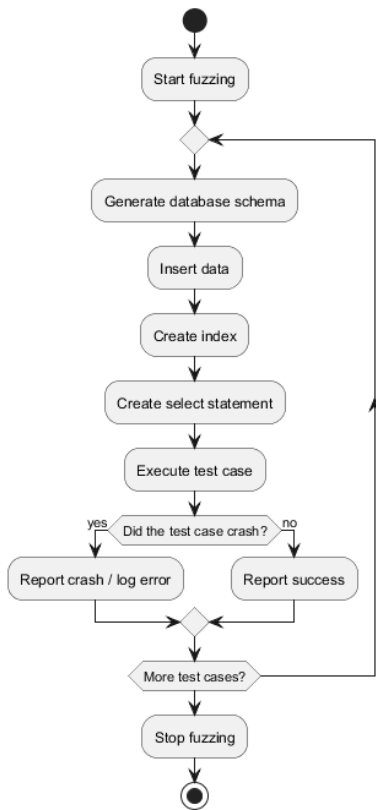 Start fuzzing
Generate database schema
Insert data
Create index
Create select statement
Execute test case
yes
Did the test case crash?
no
Report crash / log error
Report success
More test cases?
Stop fuzzing